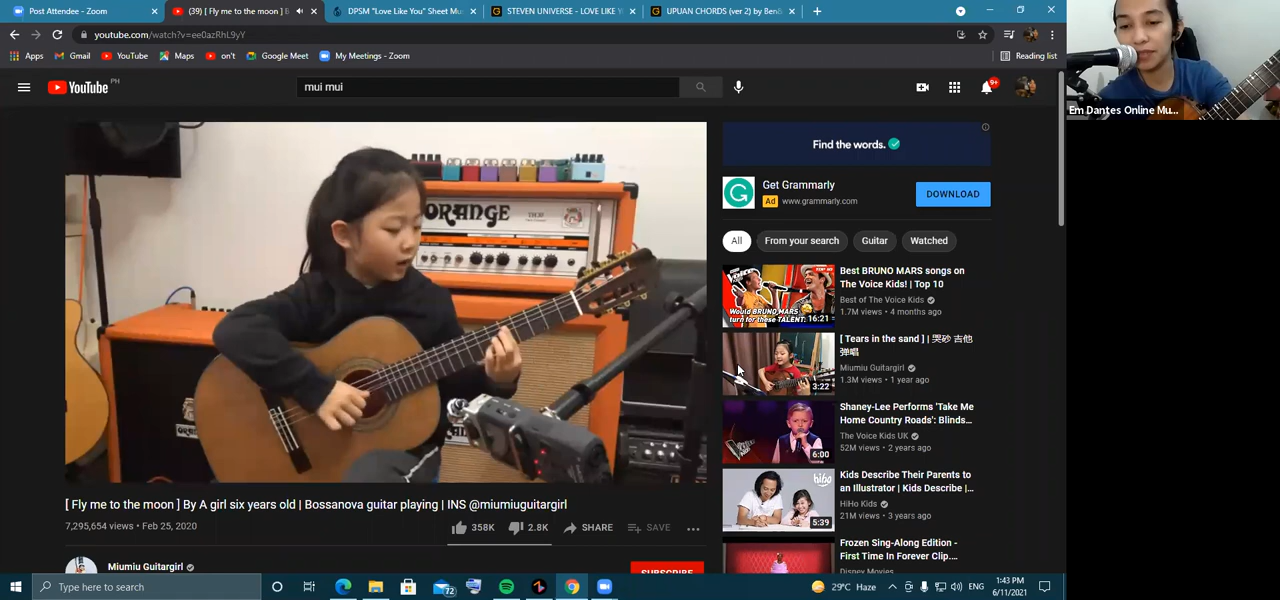 Post Attendee - Zoom
(39) [ Fly me to the moon ] B
DPSM "Love Like You" Sheet Mu
STEVEN UNIVERSE - LOVE LIKE Y
UPUAN CHORDS (ver 2) by Ben&
youtube.com/watch?v=ee0azRhL9yY
Apps
Gmail
YouTube
Maps
on't
Google Meet
My Meetings - Zoom
Reading list
YouTube PH
mui mui
9+
Em Dantes Online Mu...
ORANGE
Find the words.
Get Grammarly
Ad www.grammarly.com
DOWNLOAD
All
From your search
Guitar
Watched
Would BRUNO MARS
turn for these TALENT
16:21
Best BRUNO MARS songs on
The Voice Kids! | Top 10
Best of The Voice Kids
1.7M views • 4 months ago
3:22
[ Tears in the sand ] | 哭砂 吉他
弹唱
Miumiu Guitargirl
1.3M views • 1 year ago
6:00
Shaney-Lee Performs 'Take Me
Home Country Roads': Blinds...
The Voice Kids UK
52M views • 2 years ago
hiho
5:39
Kids Describe Their Parents to
an Illustrator | Kids Describe |...
HiHo Kids
21M views • 3 years ago
Frozen Sing-Along Edition -
First Time In Forever Clip...
Disney Movies
[ Fly me to the moon ] By A girl six years old | Bossanova guitar playing | INS @miumiuguitargirl
7,295,654 views • Feb 25, 2020
358K
2.8K
SHARE
SAVE
Miumiu Guitargirl
SUBSCRIBE
Type here to search
72
29°C Haze
ENG
1:43 PM
6/11/2021